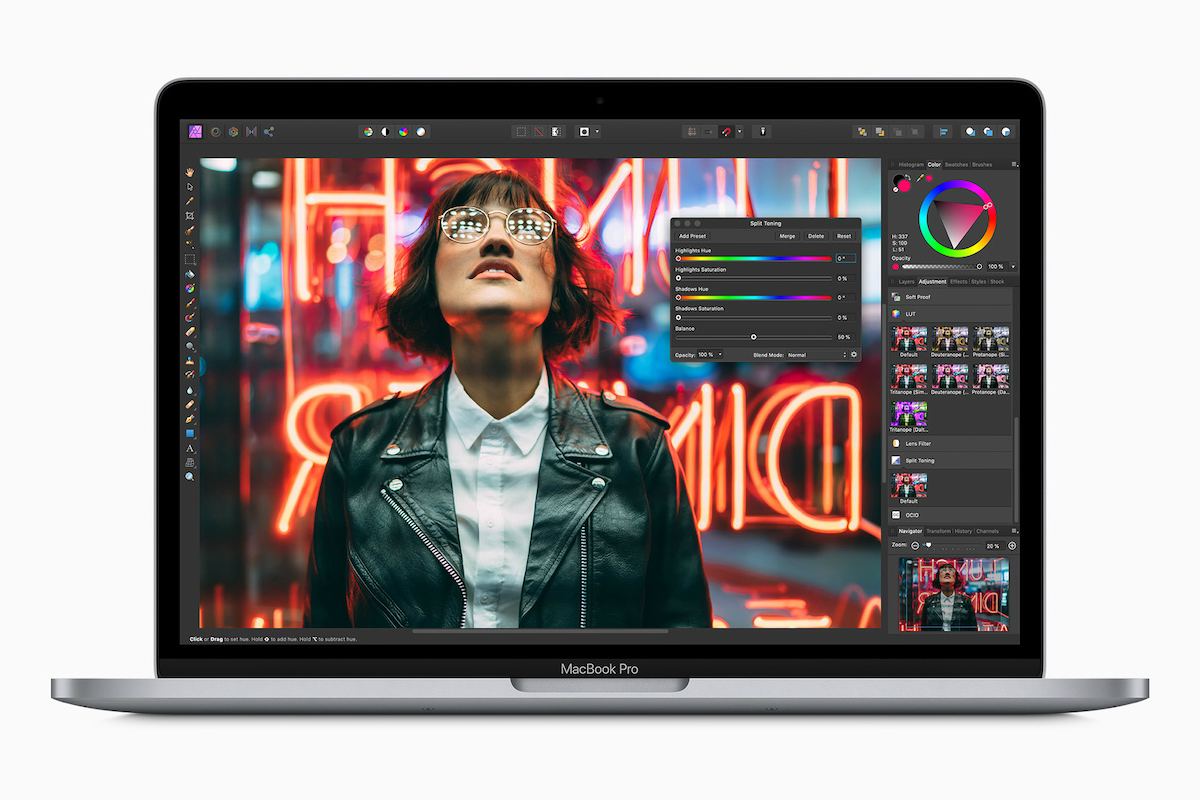 Histogram Color Swatches Brushes
H: 337
S: 100
L: 51
Opacity
100 %
Split Toning
Add Preset Merge Delete Reset
Highlights Hue
0 °
Highlights Saturation
0 %
Shadows Hue
0 °
Shadows Saturation
0 %
Balance
50 %
Opacity: 100 % Blend Mode: Normal
LUNCH
DINNER
Layers Adjustment Effects Styles Stock
Soft Proof
LUT
Default Deuteranope (... Protanope (Si...
Tritanope (Sim... Deuteranope (... Protanope (Da...
Tritanope (Dalt...
Lens Filter
Split Toning
Default
OCIO
Navigator Transform History Channels
Zoom: 20 %
Click or Drag to set hue. Hold ⇧ to add hue. Hold ⌥ to subtract hue.
MacBook Pro